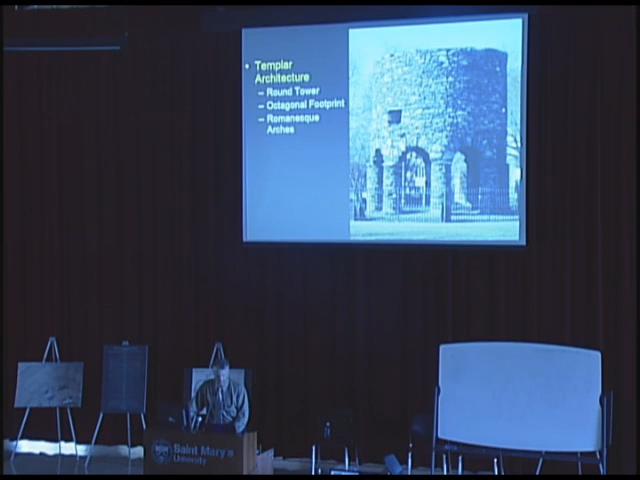 • Templar
Architecture
– Round Tower
– Octagonal Footprint
– Romanesque
Arches
Saint Mary's
University